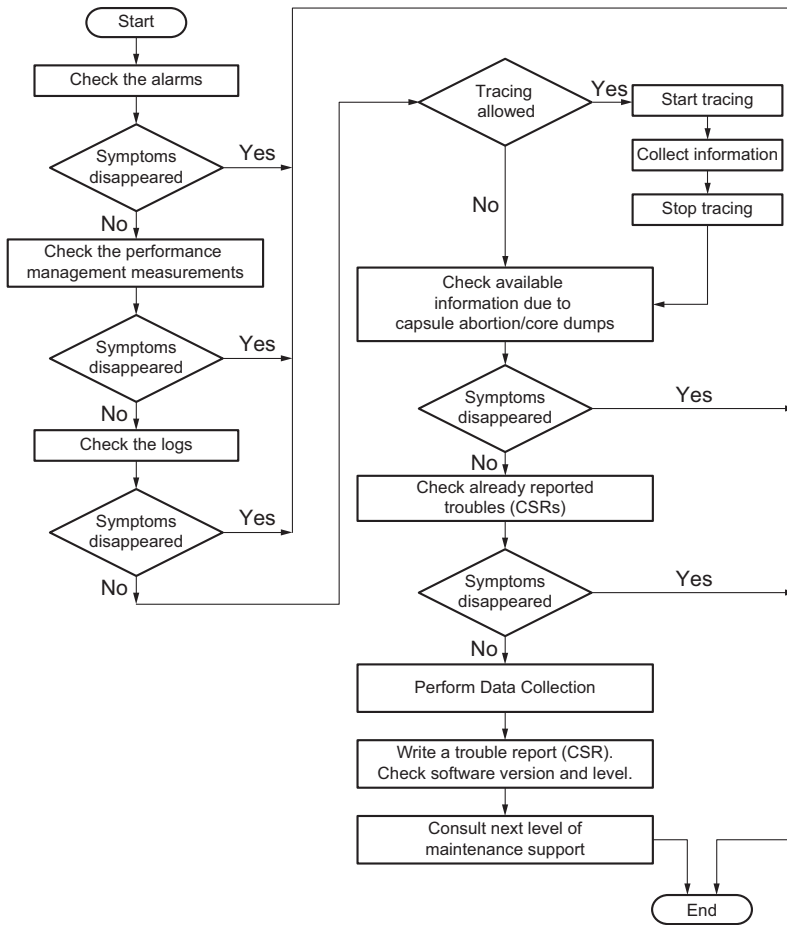 Start
Check the alarms
Symptoms
disappeared
Yes
No
Check the performance
management measurements
Symptoms
disappeared
Yes
No
Check the logs
Symptoms
disappeared
Yes
No
Tracing
allowed
Yes
Start tracing
Collect information
Stop tracing
No
Check available
information due to
capsule abortion/core dumps
Symptoms
disappeared
Yes
No
Check already reported
troubles (CSRs)
Symptoms
disappeared
Yes
No
Perform Data Collection
Write a trouble report (CSR).
Check software version and level.
Consult next level of
maintenance support
End